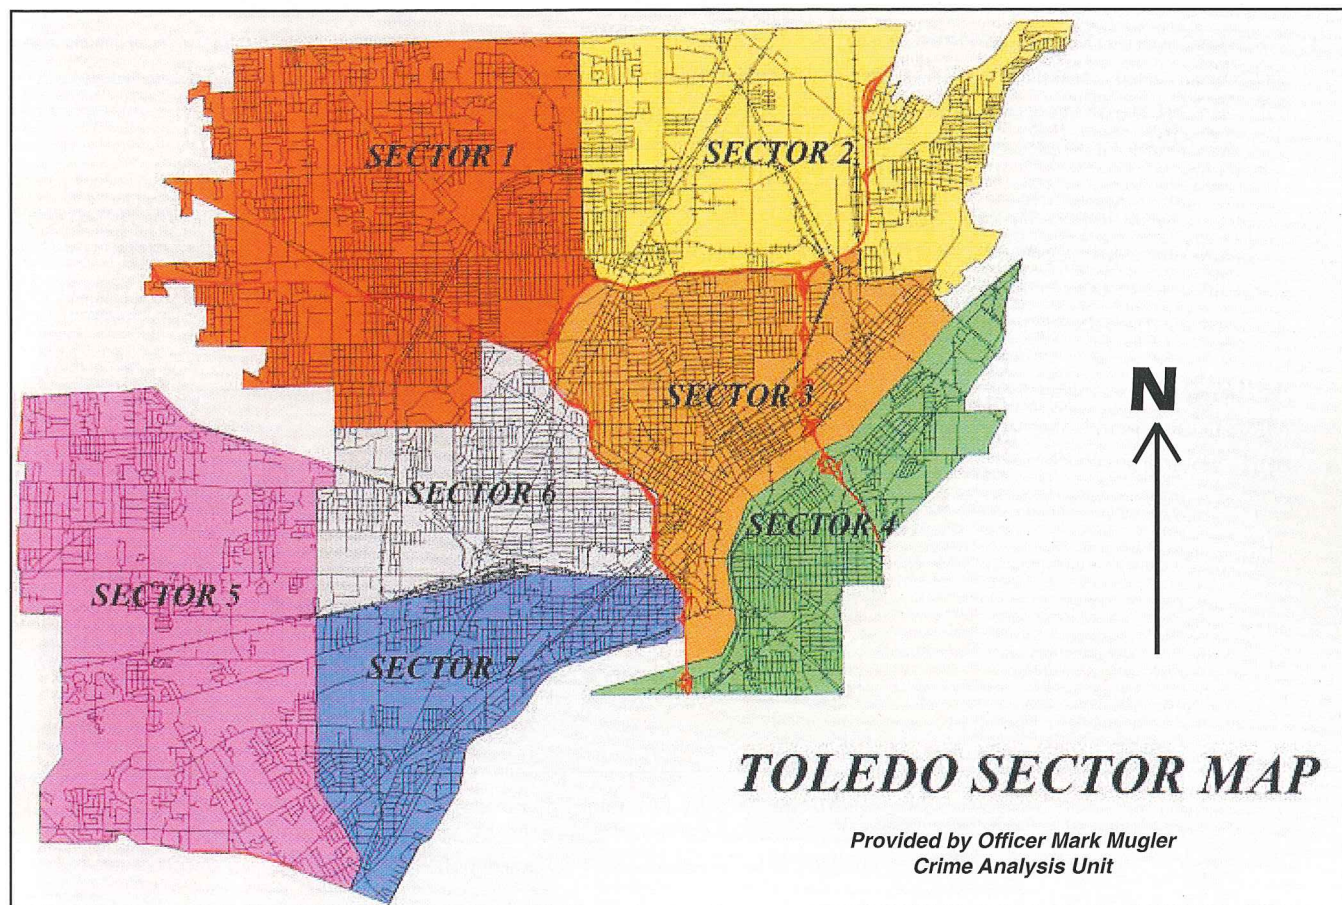 SECTOR 1
SECTOR 2
SECTOR 3
SECTOR 4
SECTOR 5
SECTOR 6
SECTOR 7
N
TOLEDO SECTOR MAP
Provided by Officer Mark Mugler
Crime Analysis Unit